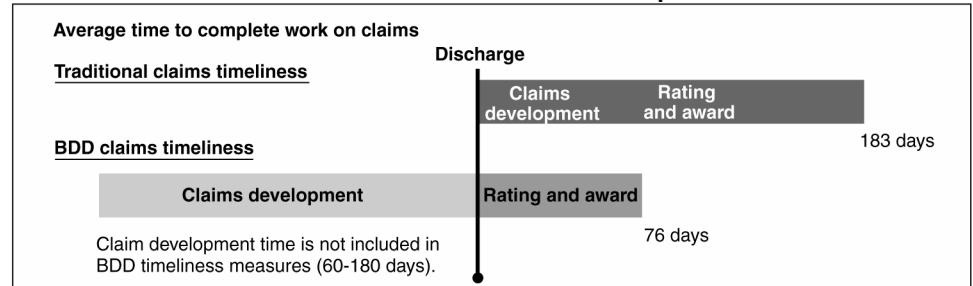 Average time to complete work on claims
Discharge
Traditional claims timeliness
Claims
development
Rating
and award
183 days
BDD claims timeliness
Claims development
Rating and award
76 days
Claim development time is not included in
BDD timeliness measures (60-180 days).